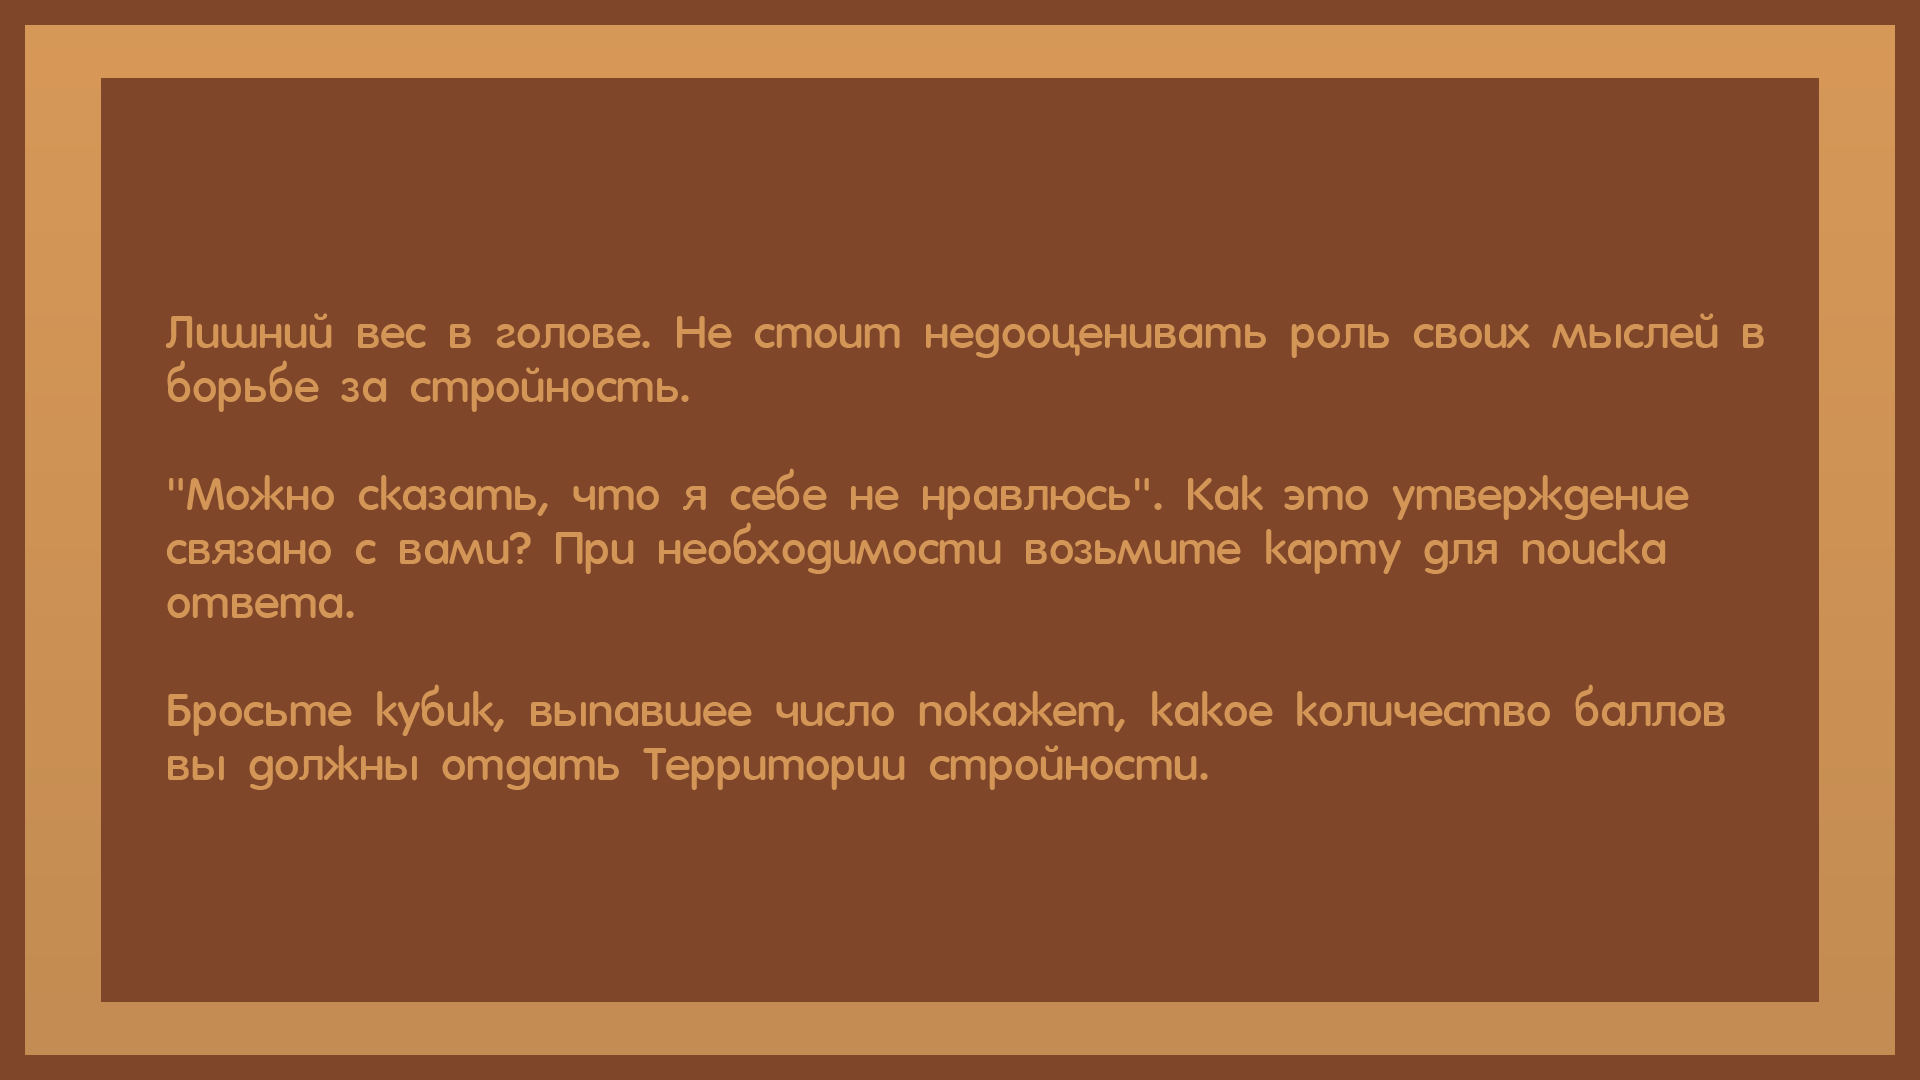 Лишний вес в голове. Не стоит недооценивать роль своих мыслей в
борьбе за стройность.
"Можно сказать, что я себе не нравлюсь". Как это утверждение
связано с вами? При необходимости возьмите карту для поиска
ответа.
Бросьте кубик, выпавшее число покажет, какое количество баллов
вы должны отдать Территории стройности.